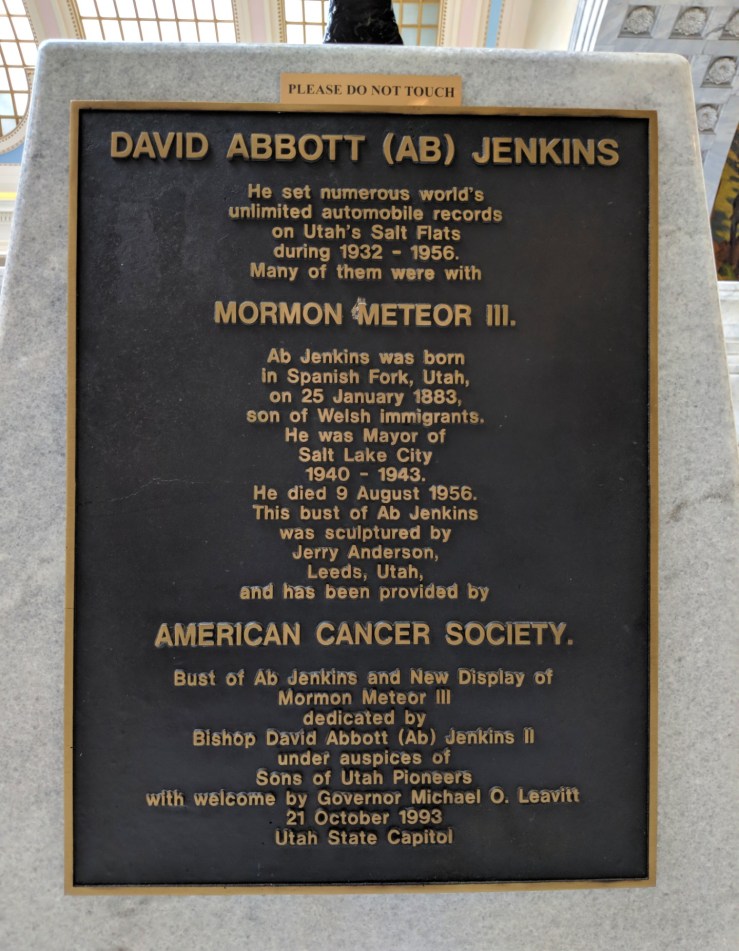 PLEASE DO NOT TOUCH
DAVID ABBOTT (AB) JENKINS
He set numerous world's
unlimited automobile records
on Utah's Salt Flats
during 1932 - 1956.
Many of them were with
MORMON METEOR III.
Ab Jenkins was born
in Spanish Fork, Utah,
on 25 January 1883,
son of Welsh immigrants.
He was Mayor of
Salt Lake City
1940 - 1943.
He died 9 August 1956.
This bust of Ab Jenkins
was sculptured by
Jerry Anderson,
Leeds, Utah,
and has been provided by
AMERICAN CANCER SOCIETY.
Bust of Ab Jenkins and New Display of
Mormon Meteor III
dedicated by
Bishop David Abbott (Ab) Jenkins II
under auspices of
Sons of Utah Pioneers
with welcome by Governor Michael O. Leavitt
21 October 1993
Utah State Capitol